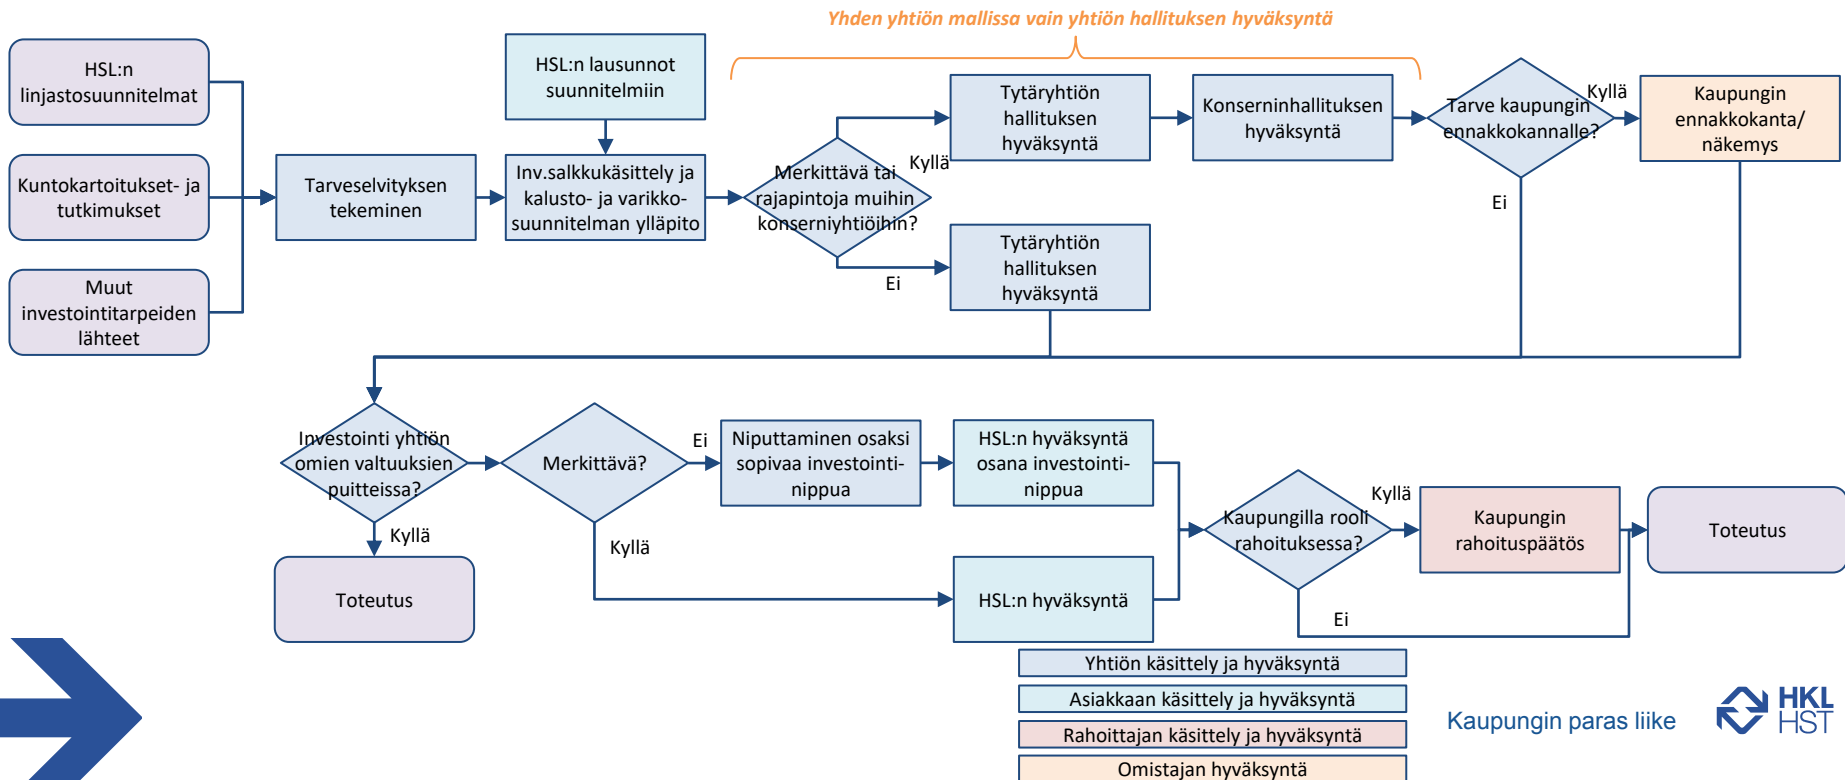 Yhden yhtiön mallissa vain yhtiön hallituksen hyväksyntä
HSL:n
linjastosuunnitelmat
Kuntokartoitukset- ja
tutkimukset
Muut
investointitarpeiden
lähteet
Tarveselvityksen
tekeminen
HSL:n lausunnot
suunnitelmiin
Inv.salkkukäsittely ja
kalusto- ja varikko-
suunnitelman ylläpito
Merkittävä tai
rajapintoja muihin
konserniyhtiöihin?
Kyllä
Ei
Tytäryhtiön
hallituksen
hyväksyntä
Konserninhallituksen
hyväksyntä
Tytäryhtiön
hallituksen
hyväksyntä
Tarve kaupungin
ennakkokannalle?
Kyllä
Ei
Kaupungin
ennakkokanta/
näkemys
Investointi yhtiön
omien valtuuksien
puitteissa?
Kyllä
Toteutus
Merkittävä?
Ei
Kyllä
Niputtaminen osaksi
sopivaa investointi-
nippua
HSL:n hyväksyntä
osana investointi-
nippua
HSL:n hyväksyntä
Kaupungilla rooli
rahoituksessa?
Kyllä
Ei
Kaupungin
rahoituspäätös
Toteutus
Yhtiön käsittely ja hyväksyntä
Asiakkaan käsittely ja hyväksyntä
Rahoittajan käsittely ja hyväksyntä
Omistajan hyväksyntä
Kaupungin paras liike
HKL
HST